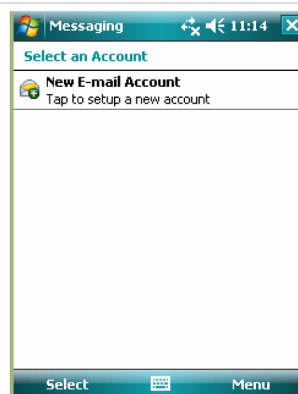 Messaging 11:14
Select an Account
New E-mail Account
Tap to setup a new account
Select Menu